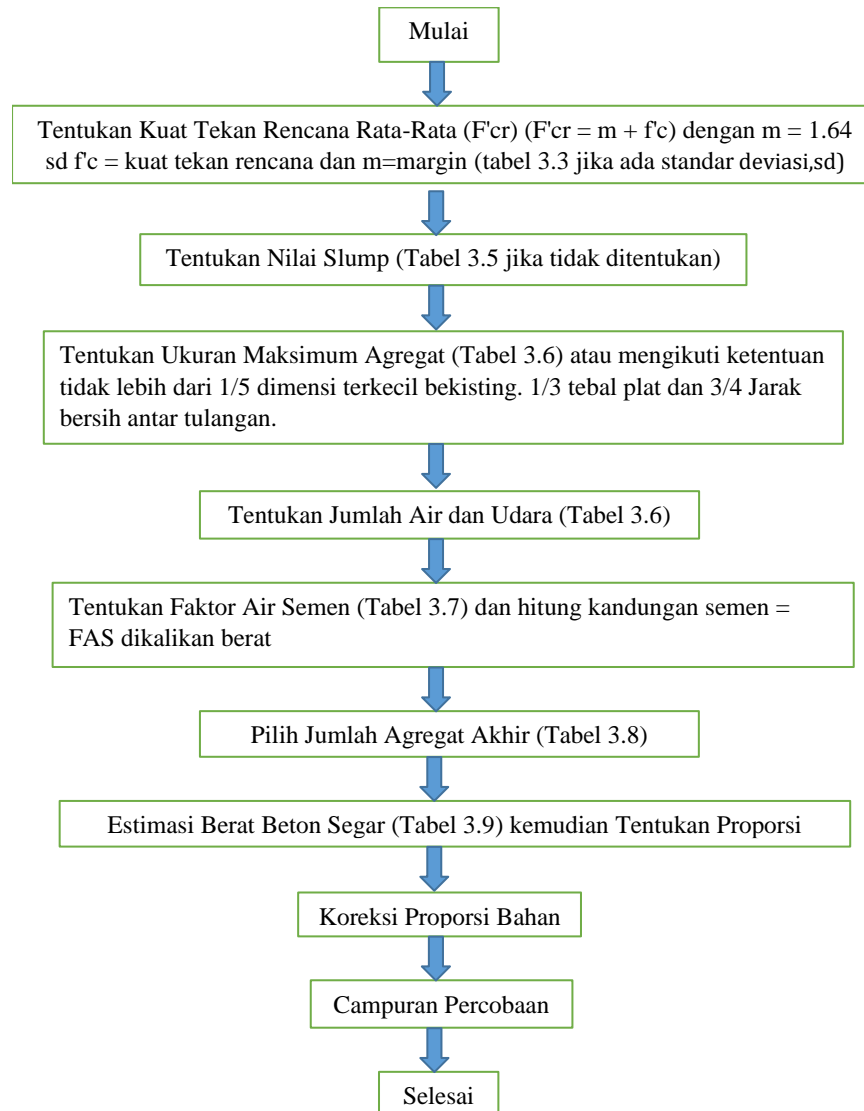 Mulai
Tentukan Kuat Tekan Rencana Rata-Rata (F'cr) (F'cr = m + f'c) dengan m = 1.64
sd f'c = kuat tekan rencana dan m=margin (tabel 3.3 jika ada standar deviasi,sd)
Tentukan Nilai Slump (Tabel 3.5 jika tidak ditentukan)
Tentukan Ukuran Maksimum Agregat (Tabel 3.6) atau mengikuti ketentuan
tidak lebih dari 1/5 dimensi terkecil bekisting. 1/3 tebal plat dan 3/4 Jarak
bersih antar tulangan.
Tentukan Jumlah Air dan Udara (Tabel 3.6)
Tentukan Faktor Air Semen (Tabel 3.7) dan hitung kandungan semen =
FAS dikalikan berat
Pilih Jumlah Agregat Akhir (Tabel 3.8)
Estimasi Berat Beton Segar (Tabel 3.9) kemudian Tentukan Proporsi
Koreksi Proporsi Bahan
Campuran Percobaan
Selesai